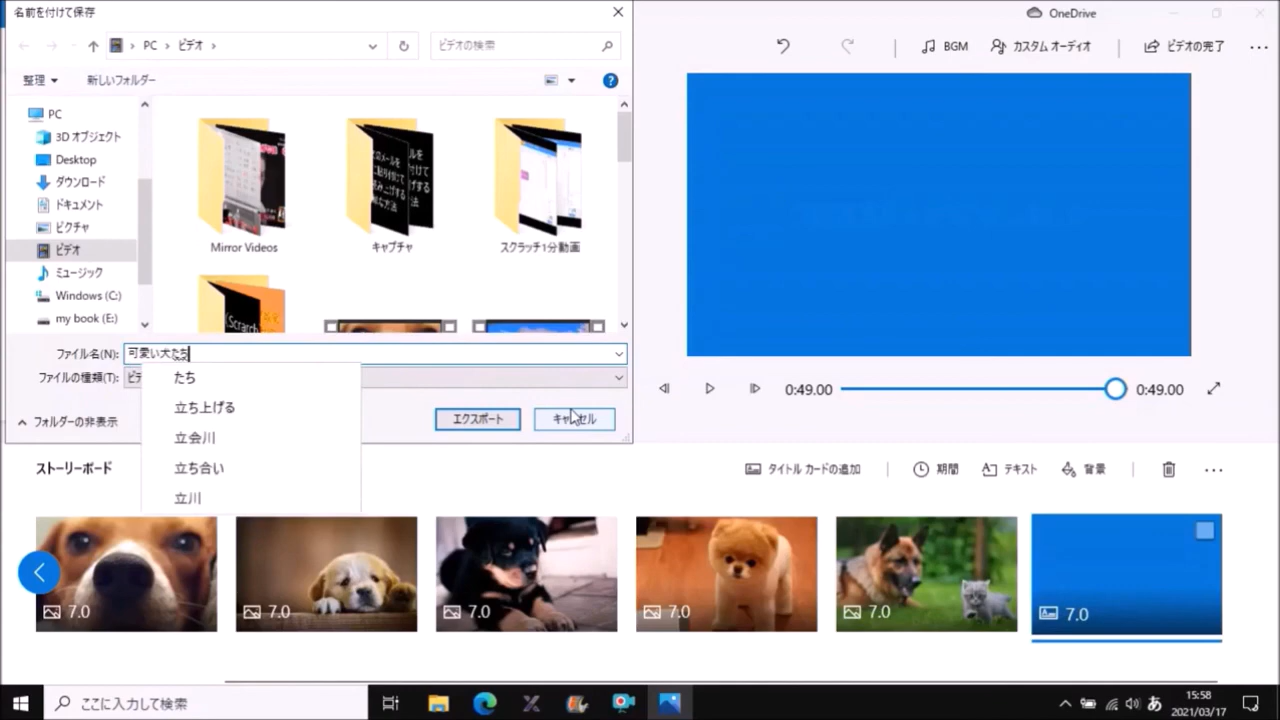 名前を付けて保存
PC › ビデオ ›
ビデオの検索
整理
新しいフォルダー
PC
3D オブジェクト
Desktop
ダウンロード
ドキュメント
ピクチャ
ビデオ
ミュージック
Windows (C:)
my book (E:)
Mirror Videos
キャプチャ
スクラッチ1分動画
(Scratch
ファイル名(N):
可愛い犬たち
ファイルの種類(T):
たち
立ち上げる
立会川
立ち合い
立川
フォルダーの非表示
エクスポート
キャンセル
OneDrive
BGM
カスタム オーディオ
ビデオの完了
0:49.00
0:49.00
ストーリーボード
タイトル カードの追加
期間
テキスト
背景
7.0
7.0
7.0
7.0
7.0
7.0
ここに入力して検索
あ
15:58
2021/03/17